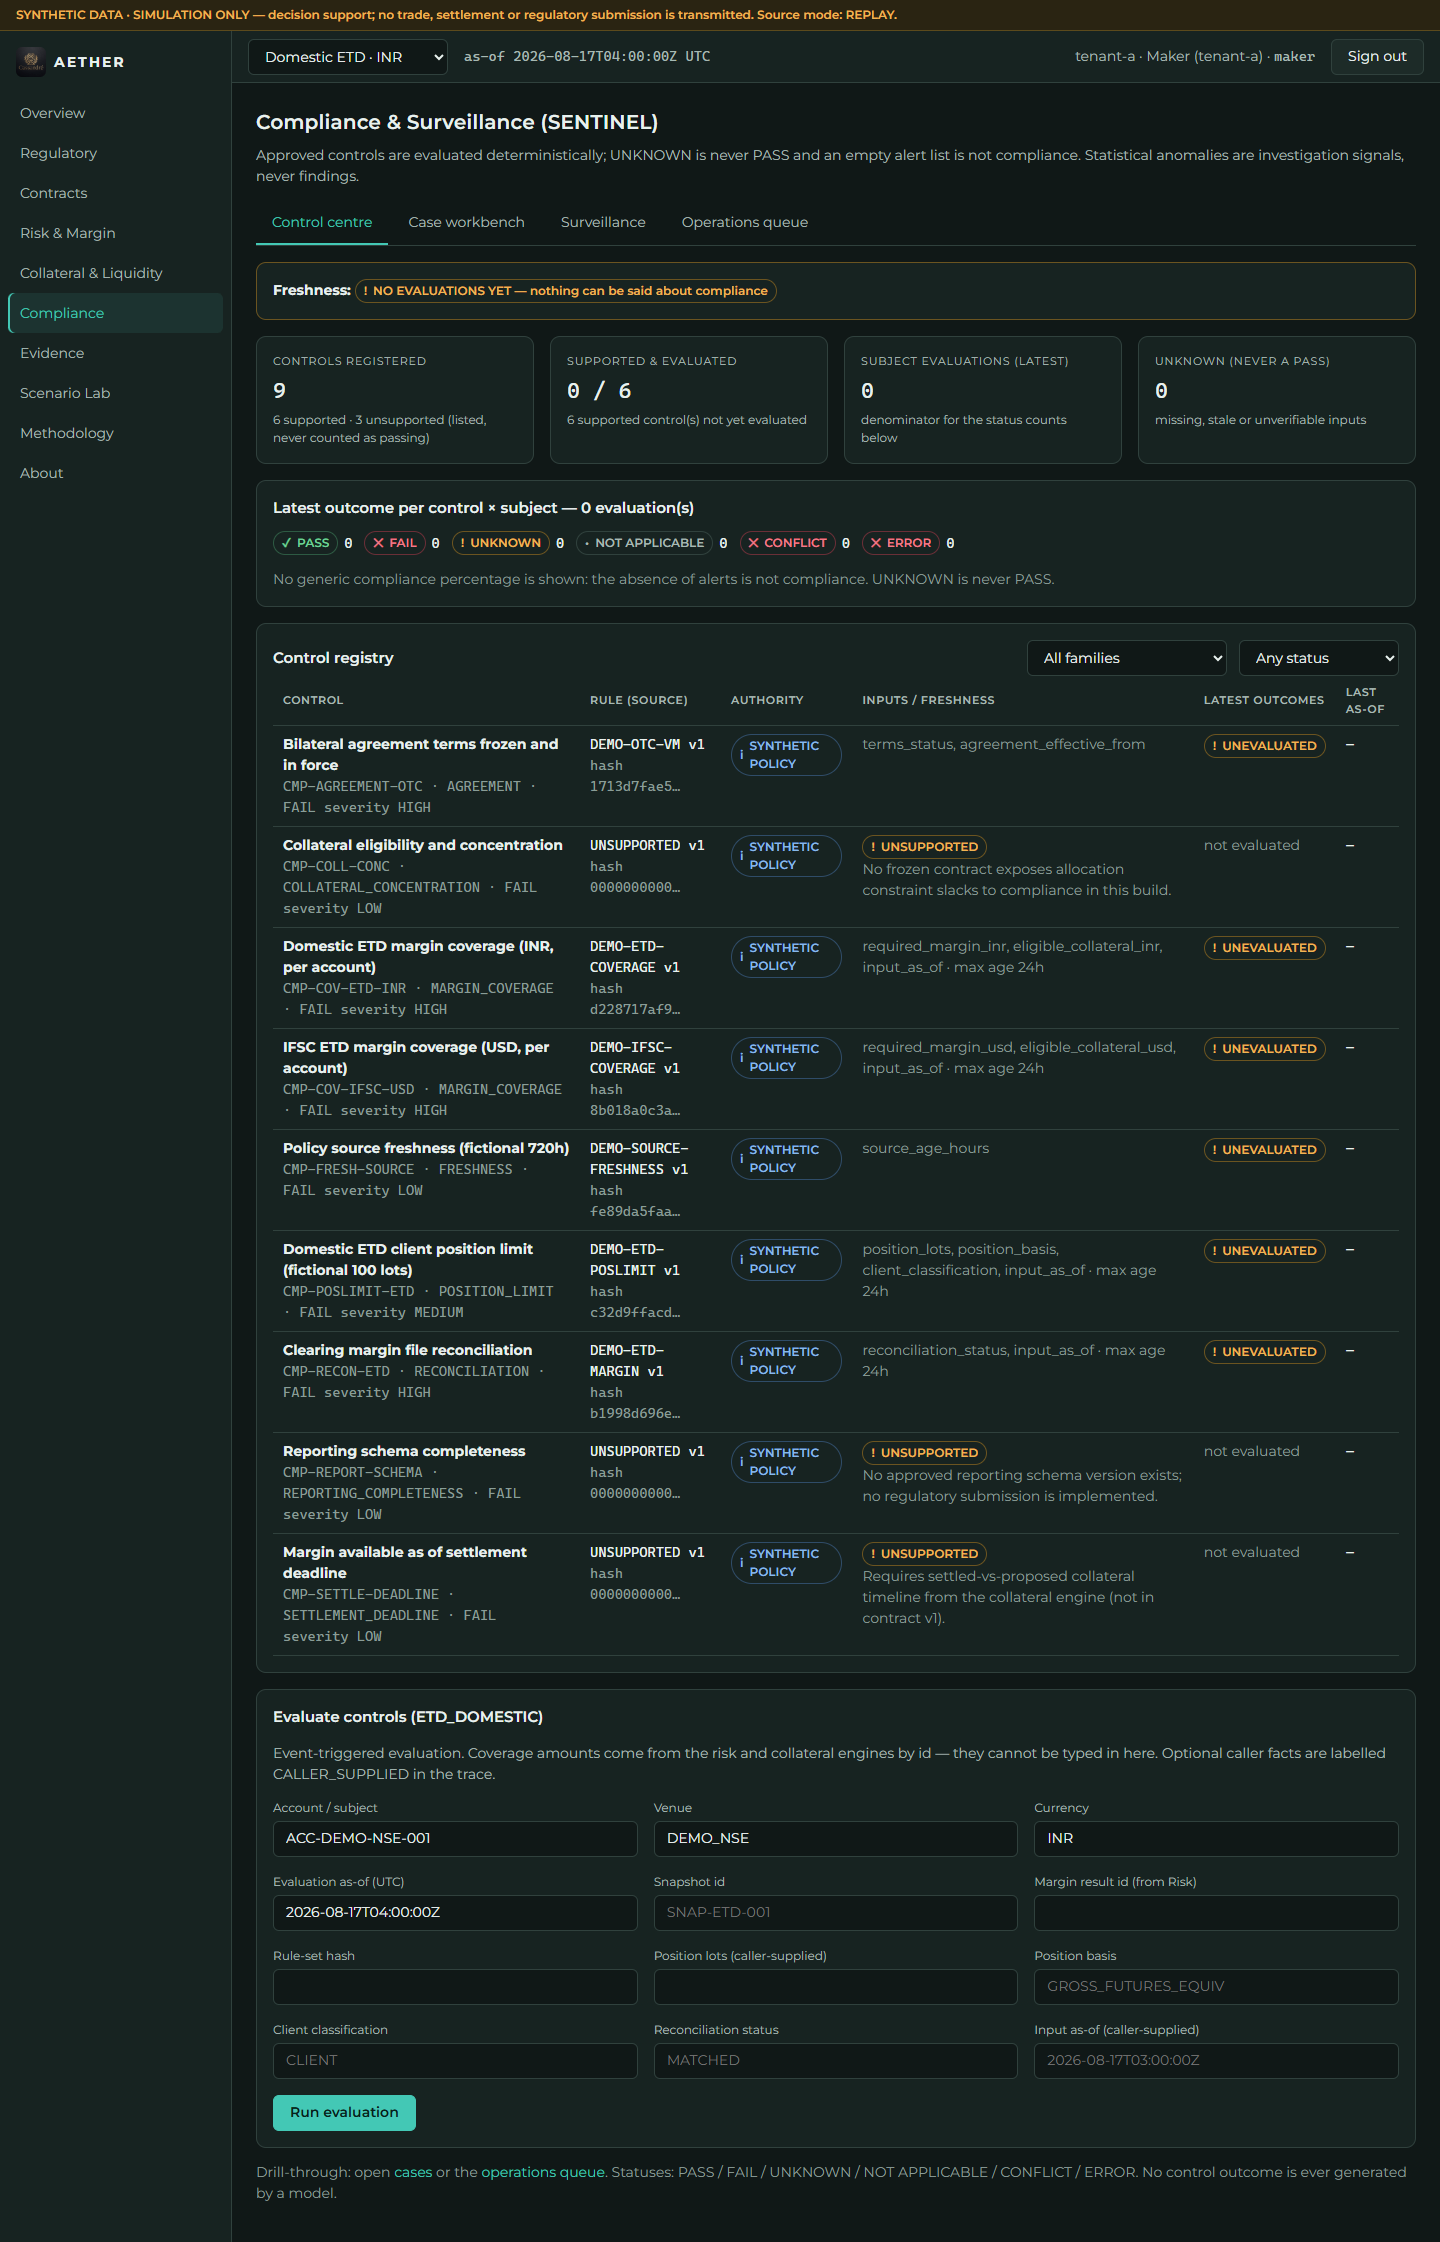 SYNTHETIC DATA · SIMULATION ONLY — decision support; no trade, settlement or regulatory submission is transmitted. Source mode: REPLAY.
AETHER
Domestic ETD · INR
as-of 2026-08-17T04:00:00Z UTC
tenant-a · Maker (tenant-a) · maker
Sign out
Overview
Regulatory
Contracts
Risk & Margin
Collateral & Liquidity
Compliance
Evidence
Scenario Lab
Methodology
About
Compliance & Surveillance (SENTINEL)
Approved controls are evaluated deterministically; UNKNOWN is never PASS and an empty alert list is not compliance. Statistical anomalies are investigation signals,
never findings.
Control centre
Case workbench
Surveillance
Operations queue
Freshness: ! NO EVALUATIONS YET — nothing can be said about compliance
CONTROLS REGISTERED
9
6 supported · 3 unsupported (listed,
never counted as passing)
SUPPORTED & EVALUATED
0 / 6
6 supported control(s) not yet evaluated
SUBJECT EVALUATIONS (LATEST)
0
denominator for the status counts
below
UNKNOWN (NEVER A PASS)
0
missing, stale or unverifiable inputs
Latest outcome per control × subject — 0 evaluation(s)
✓ PASS 0 ✕ FAIL 0 ! UNKNOWN 0 · NOT APPLICABLE 0 ✕ CONFLICT 0 ✕ ERROR 0
No generic compliance percentage is shown: the absence of alerts is not compliance. UNKNOWN is never PASS.
Control registry
All families
Any status
CONTROL
RULE (SOURCE)
AUTHORITY
INPUTS / FRESHNESS
LATEST OUTCOMES
LAST
AS-OF
Bilateral agreement terms frozen and
in force
CMP-AGREEMENT-OTC · AGREEMENT ·
FAIL severity HIGH
DEMO-OTC-VM v1
hash
1713d7fae5…
i SYNTHETIC
POLICY
terms_status, agreement_effective_from
! UNEVALUATED
—
Collateral eligibility and concentration
CMP-COLL-CONC ·
COLLATERAL_CONCENTRATION · FAIL
severity LOW
UNSUPPORTED v1
hash
0000000000…
i SYNTHETIC
POLICY
! UNSUPPORTED
No frozen contract exposes allocation
constraint slacks to compliance in this build.
not evaluated
—
Domestic ETD margin coverage (INR,
per account)
CMP-COV-ETD-INR · MARGIN_COVERAGE
· FAIL severity HIGH
DEMO-ETD-
COVERAGE v1
hash
d228717af9…
i SYNTHETIC
POLICY
required_margin_inr, eligible_collateral_inr,
input_as_of · max age 24h
! UNEVALUATED
—
IFSC ETD margin coverage (USD, per
account)
CMP-COV-IFSC-USD · MARGIN_COVERAGE
· FAIL severity HIGH
DEMO-IFSC-
COVERAGE v1
hash
8b018a0c3a…
i SYNTHETIC
POLICY
required_margin_usd, eligible_collateral_usd,
input_as_of · max age 24h
! UNEVALUATED
—
Policy source freshness (fictional 720h)
CMP-FRESH-SOURCE · FRESHNESS ·
FAIL severity LOW
DEMO-SOURCE-
FRESHNESS v1
hash
fe89da5faa…
i SYNTHETIC
POLICY
source_age_hours
! UNEVALUATED
—
Domestic ETD client position limit
(fictional 100 lots)
CMP-POSLIMIT-ETD · POSITION_LIMIT
· FAIL severity MEDIUM
DEMO-ETD-
POSLIMIT v1
hash
c32d9ffacd…
i SYNTHETIC
POLICY
position_lots, position_basis,
client_classification, input_as_of · max age
24h
! UNEVALUATED
—
Clearing margin file reconciliation
CMP-RECON-ETD · RECONCILIATION ·
FAIL severity HIGH
DEMO-ETD-
MARGIN v1
hash
b1998d696e…
i SYNTHETIC
POLICY
reconciliation_status, input_as_of · max age
24h
! UNEVALUATED
—
Reporting schema completeness
CMP-REPORT-SCHEMA ·
REPORTING_COMPLETENESS · FAIL
severity LOW
UNSUPPORTED v1
hash
0000000000…
i SYNTHETIC
POLICY
! UNSUPPORTED
No approved reporting schema version exists;
no regulatory submission is implemented.
not evaluated
—
Margin available as of settlement
deadline
CMP-SETTLE-DEADLINE ·
SETTLEMENT_DEADLINE · FAIL
severity LOW
UNSUPPORTED v1
hash
0000000000…
i SYNTHETIC
POLICY
! UNSUPPORTED
Requires settled-vs-proposed collateral
timeline from the collateral engine (not in
contract v1).
not evaluated
—
Evaluate controls (ETD_DOMESTIC)
Event-triggered evaluation. Coverage amounts come from the risk and collateral engines by id — they cannot be typed in here. Optional caller facts are labelled
CALLER_SUPPLIED in the trace.
Account / subject
ACC-DEMO-NSE-001
Venue
DEMO_NSE
Currency
INR
Evaluation as-of (UTC)
2026-08-17T04:00:00Z
Snapshot id
SNAP-ETD-001
Margin result id (from Risk)
Rule-set hash
Position lots (caller-supplied)
Position basis
GROSS_FUTURES_EQUIV
Client classification
CLIENT
Reconciliation status
MATCHED
Input as-of (caller-supplied)
2026-08-17T03:00:00Z
Run evaluation
Drill-through: open cases or the operations queue. Statuses: PASS / FAIL / UNKNOWN / NOT APPLICABLE / CONFLICT / ERROR. No control outcome is ever generated
by a model.